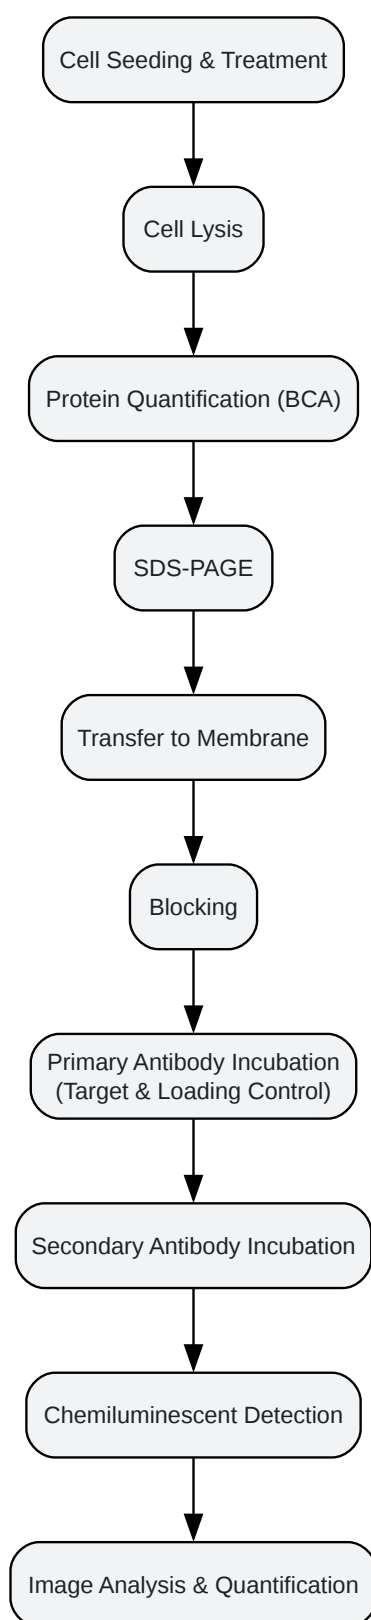 Cell Seeding & Treatment
Cell Lysis
Protein Quantification (BCA)
SDS-PAGE
Transfer to Membrane
Blocking
Primary Antibody Incubation
(Target & Loading Control)
Secondary Antibody Incubation
Chemiluminescent Detection
Image Analysis & Quantification